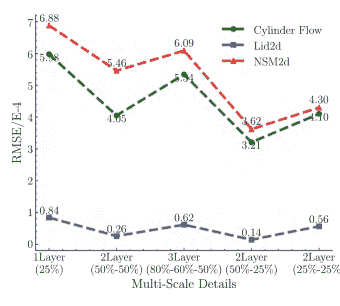 6.88
5.98
5.46
4.05
6.09
5.34
3.62
3.21
4.30
4.10
0.84
0.26
0.62
0.14
0.56
Cylinder Flow
Lid2d
NSM2d
RMSE/E-4
7
6
5
4
3
2
1
0
1Layer
(25%)
2Layer
(50%-50%)
3Layer
(80%-60%-50%)
2Layer
(50%-25%)
2Layer
(25%-25%
Multi-Scale Details